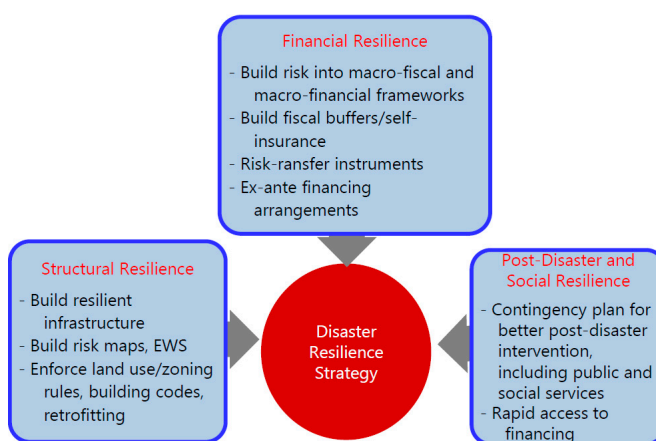 Financial Resilience
- Build risk into macro-fiscal and
macro-financial frameworks
- Build fiscal buffers/self-
insurance
- Risk-ransfer instruments
- Ex-ante financing
arrangements
Structural Resilience
- Build resilient
infrastructure
- Build risk maps, EWS
- Enforce land use/zoning
rules, building codes,
retrofitting
Disaster
Resilience
Strategy
Post-Disaster and
Social Resilience
- Contingency plan for
better post-disaster
intervention,
including public and
social services
- Rapid access to
financing